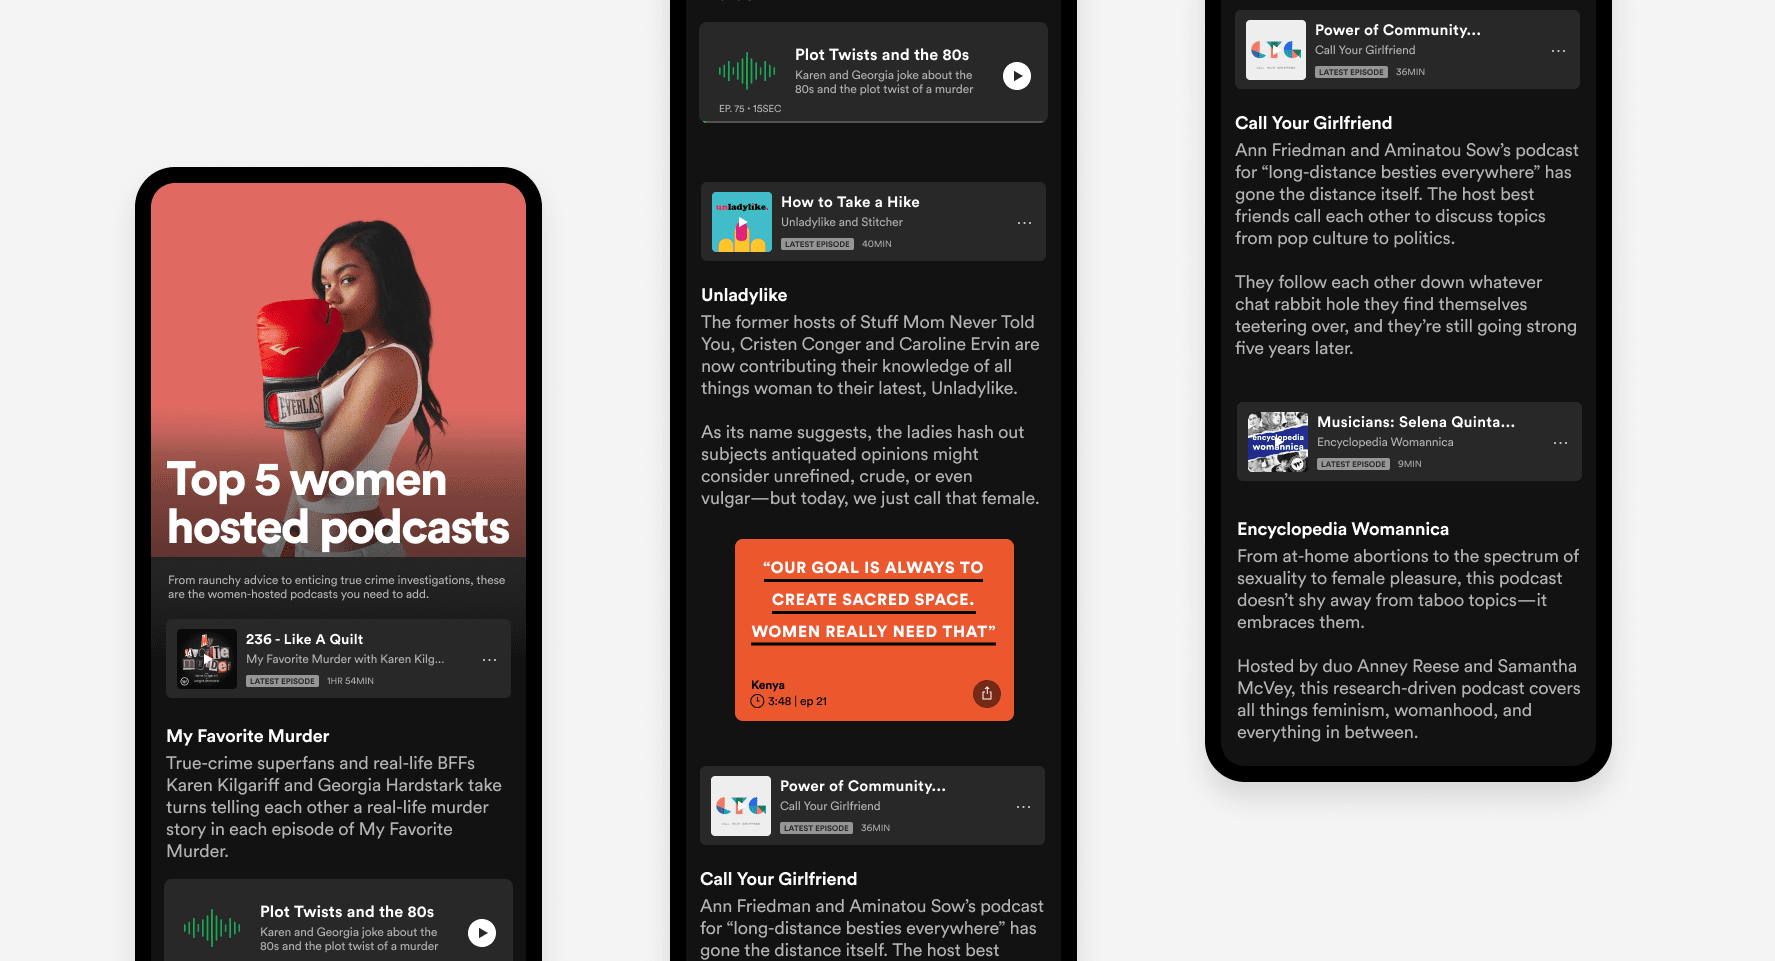 EVERLAST
Top 5 women
hosted podcasts
From raunchy advice to enticing true crime investigations, these
are the women-hosted podcasts you need to add.
236 - Like A Quilt
My Favorite Murder with Karen Kilg...
LATEST EPISODE 1HR 54MIN
My Favorite Murder
True-crime superfans and real-life BFFs
Karen Kilgariff and Georgia Hardstark take
turns telling each other a real-life murder
story in each episode of My Favorite
Murder.
Plot Twists and the 80s
Karen and Georgia joke about the
80s and the plot twist of a murder
Plot Twists and the 80s
Karen and Georgia joke about the
80s and the plot twist of a murder
EP. 75 • 15SEC
unladylike.
How to Take a Hike
Unladylike and Stitcher
LATEST EPISODE 40MIN
Unladylike
The former hosts of Stuff Mom Never Told
You, Cristen Conger and Caroline Ervin are
now contributing their knowledge of all
things woman to their latest, Unladylike.
As its name suggests, the ladies hash out
subjects antiquated opinions might
consider unrefined, crude, or even
vulgar—but today, we just call that female.
“OUR GOAL IS ALWAYS TO
CREATE SACRED SPACE.
WOMEN REALLY NEED THAT”
Kenya
3:48 | ep 21
CYG
CALL YOUR GIRLFRIEND
Power of Community...
Call Your Girlfriend
LATEST EPISODE 36MIN
Call Your Girlfriend
Ann Friedman and Aminatou Sow’s podcast
for “long-distance besties everywhere” has
gone the distance itself. The host best
CYG
CALL YOUR GIRLFRIEND
Power of Community...
Call Your Girlfriend
LATEST EPISODE 36MIN
Call Your Girlfriend
Ann Friedman and Aminatou Sow’s podcast
for “long-distance besties everywhere” has
gone the distance itself. The host best
friends call each other to discuss topics
from pop culture to politics.
They follow each other down whatever
chat rabbit hole they find themselves
teetering over, and they’re still going strong
five years later.
encyclopedia
womannica
Musicians: Selena Quinta...
Encyclopedia Womannica
LATEST EPISODE 9MIN
Encyclopedia Womannica
From at-home abortions to the spectrum of
sexuality to female pleasure, this podcast
doesn’t shy away from taboo topics—it
embraces them.
Hosted by duo Anney Reese and Samantha
McVey, this research-driven podcast covers
all things feminism, womanhood, and
everything in between.